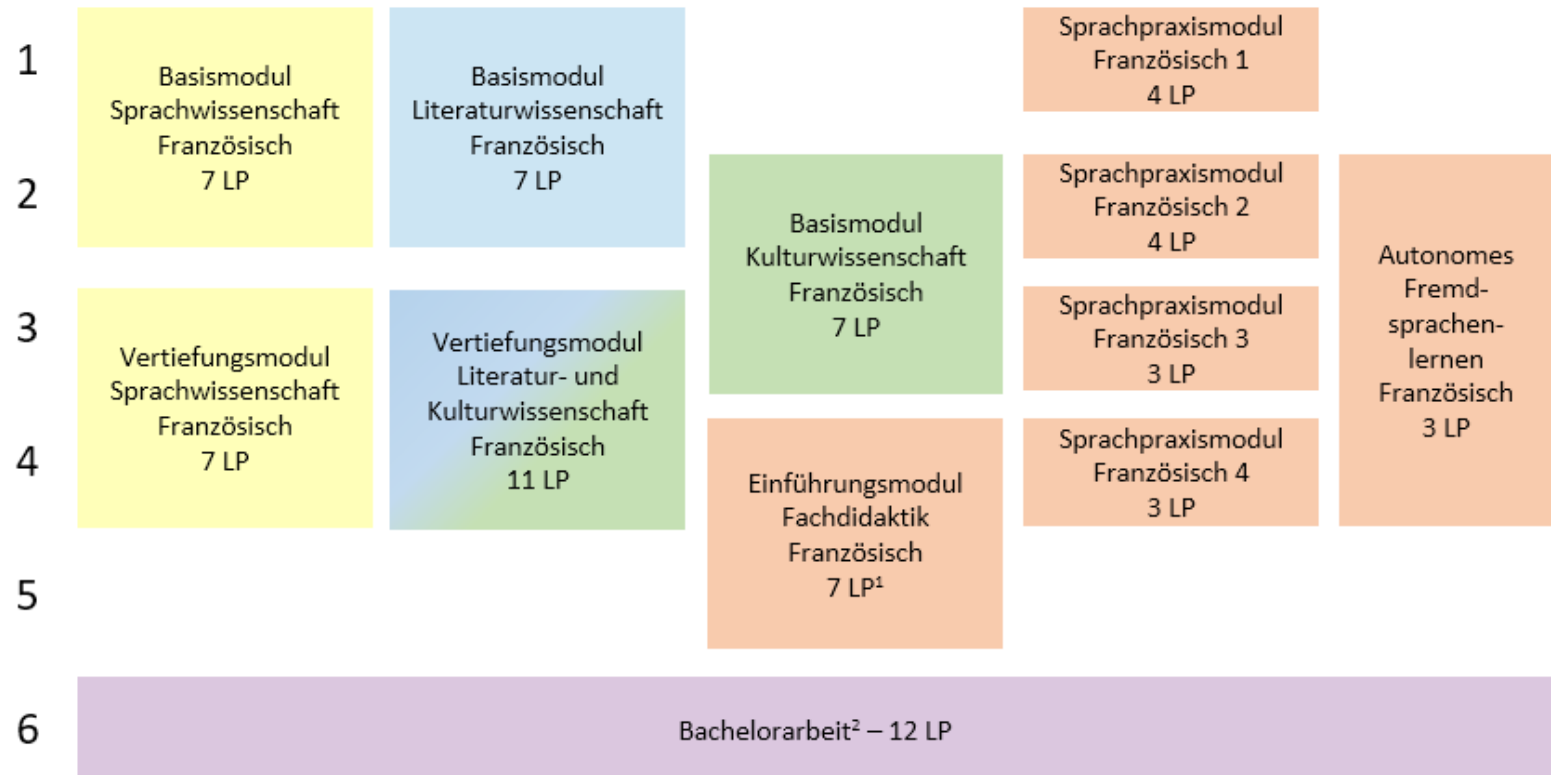 1
Basismodul
Sprachwissenschaft
Französisch
7 LP
Basismodul
Literaturwissenschaft
Französisch
7 LP
Sprachpraxismodul
Französisch 1
4 LP
2
Basismodul
Kulturwissenschaft
Französisch
7 LP
Sprachpraxismodul
Französisch 2
4 LP
Autonomes
Fremd-
sprachen-
lernen
Französisch
3 LP
3
Vertiefungsmodul
Sprachwissenschaft
Französisch
7 LP
Vertiefungsmodul
Literatur- und
Kulturwissenschaft
Französisch
11 LP
Sprachpraxismodul
Französisch 3
3 LP
4
Einführungsmodul
Fachdidaktik
Französisch
7 LP¹
Sprachpraxismodul
Französisch 4
3 LP
5
6
Bachelorarbeit² – 12 LP